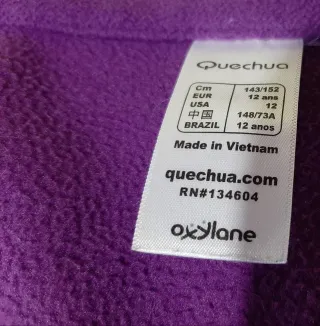 Quechua
Cm 143/152
EUR 12 ans
USA 12
中国 148/73A
BRAZIL 12 anos
Made in Vietnam
quechua.com
RN#134604
oxylane